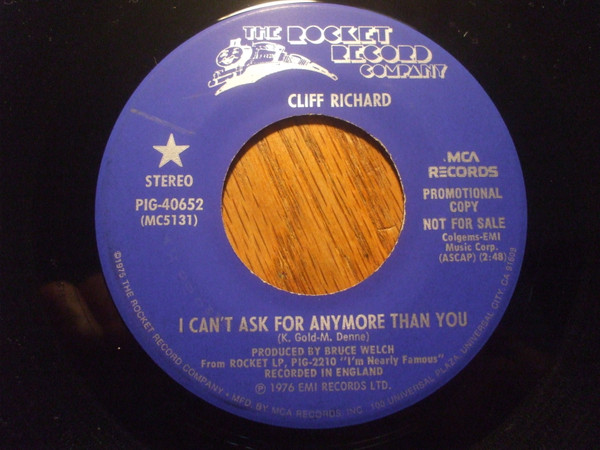 THE ROCKET
RECORD
COMPANY
CLIFF RICHARD
STEREO
PIG-40652
(MC5131)
MCA
RECORDS
PROMOTIONAL
COPY
NOT FOR SALE
Colgems-EMI
Music Corp.
(ASCAP) (2:48)
I CAN'T ASK FOR ANYMORE THAN YOU
(K. Gold-M. Denne)
PRODUCED BY BRUCE WELCH
From ROCKET LP, PIG-2210 "I'm Nearly Famous"
RECORDED IN ENGLAND
℗ 1976 EMI RECORDS LTD.
©1975 THE ROCKET RECORD COMPANY • MFG. BY MCA RECORDS, INC. 100 UNIVERSAL PLAZA, UNIVERSAL CITY, CA 91608